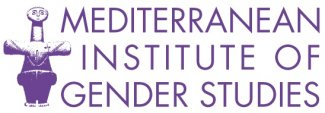 MEDITERRANEAN
INSTITUTE OF
GENDER STUDIES